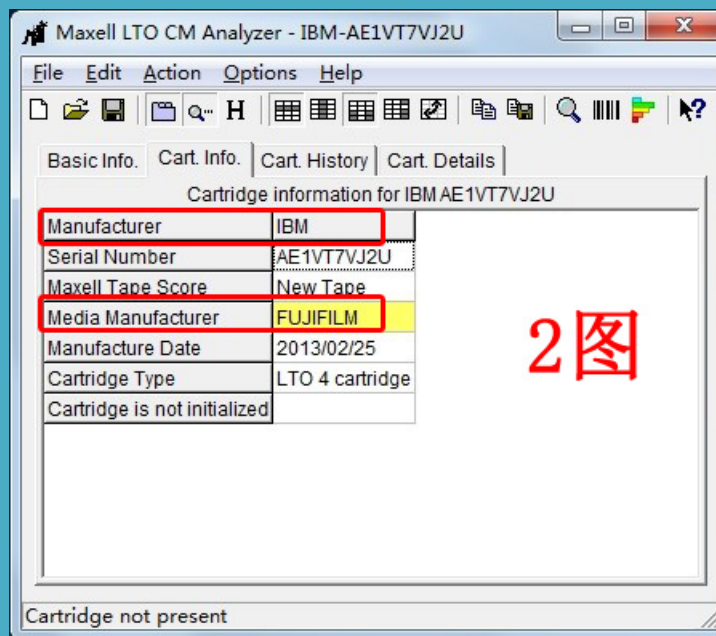 Maxell LTO CM Analyzer - IBM-AE1VT7VJ2U
File Edit Action Options Help
H
Basic Info. Cart. Info. Cart. History Cart. Details
Cartridge information for IBM AE1VT7VJ2U
Manufacturer IBM
Serial Number AE1VT7VJ2U
Maxell Tape Score New Tape
Media Manufacturer FUJIFILM
Manufacture Date 2013/02/25
Cartridge Type LTO 4 cartridge
Cartridge is not initialized
2图
Cartridge not present